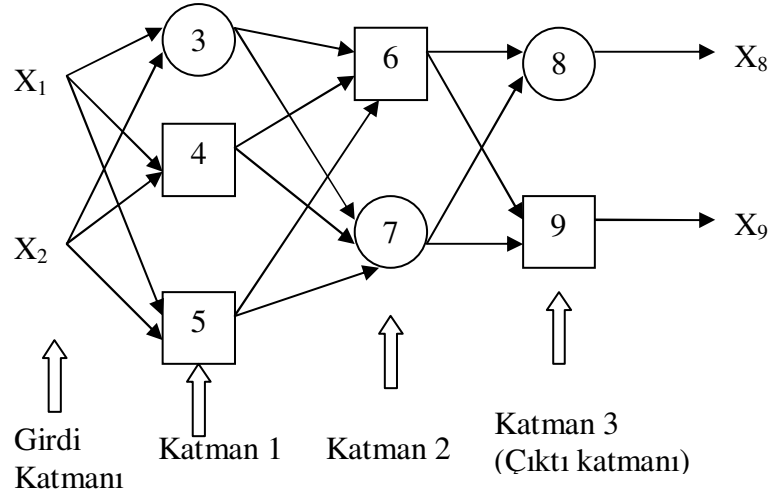 3
6
8
X₈
X₁
4
7
9
X₉
X₂
5
Girdi
Katmanı
Katman 1
Katman 2
Katman 3
(Çıktı katmanı)